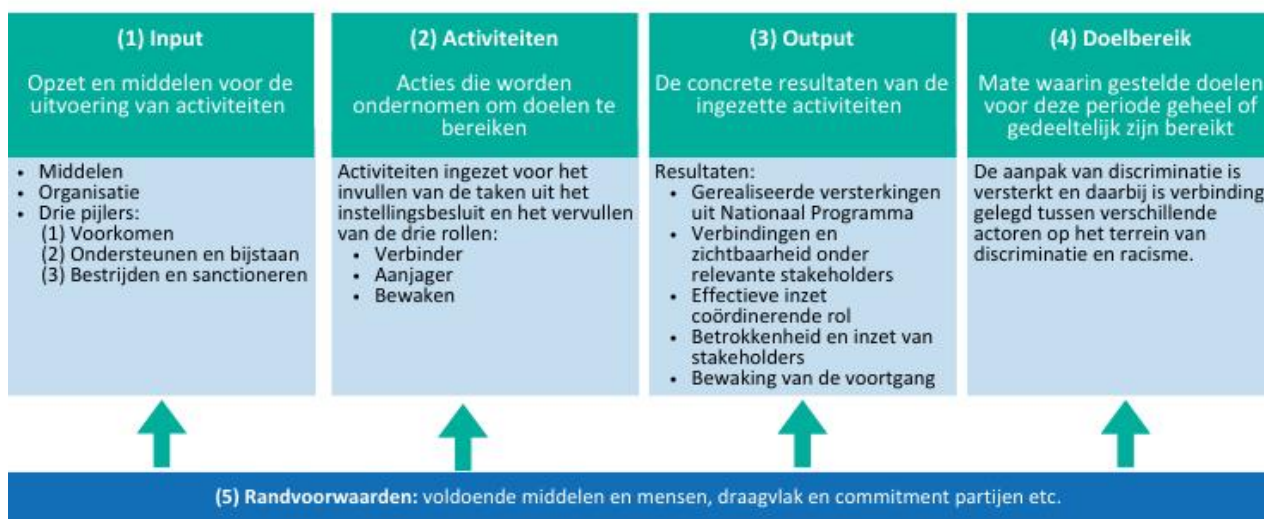 (1) Input
Opzet en middelen voor de
uitvoering van activiteiten
• Middelen
• Organisatie
• Drie pijlers:
(1) Voorkomen
(2) Ondersteunen en bijstaan
(3) Bestrijden en sanctioneren
(2) Activiteiten
Acties die worden
ondernomen om doelen te
bereiken
Activiteiten ingezet voor het
invullen van de taken uit het
instellingsbesluit en het vervullen
van de drie rollen:
• Verbinder
• Aanjager
• Bewaken
(3) Output
De concrete resultaten van de
ingezette activiteiten
Resultaten:
• Gerealiseerde versterkingen
uit Nationaal Programma
• Verbindingen en
zichtbaarheid onder
relevante stakeholders
• Effectieve inzet
coördinerende rol
• Betrokkenheid en inzet van
stakeholders
• Bewaking van de voortgang
(4) Doelbereik
Mate waarin gestelde doelen
voor deze periode geheel of
gedeeltelijk zijn bereikt
De aanpak van discriminatie is
versterkt en daarbij is verbinding
gelegd tussen verschillende
actoren op het terrein van
discriminatie en racisme.
(5) Randvoorwaarden: voldoende middelen en mensen, draagvlak en commitment partijen etc.